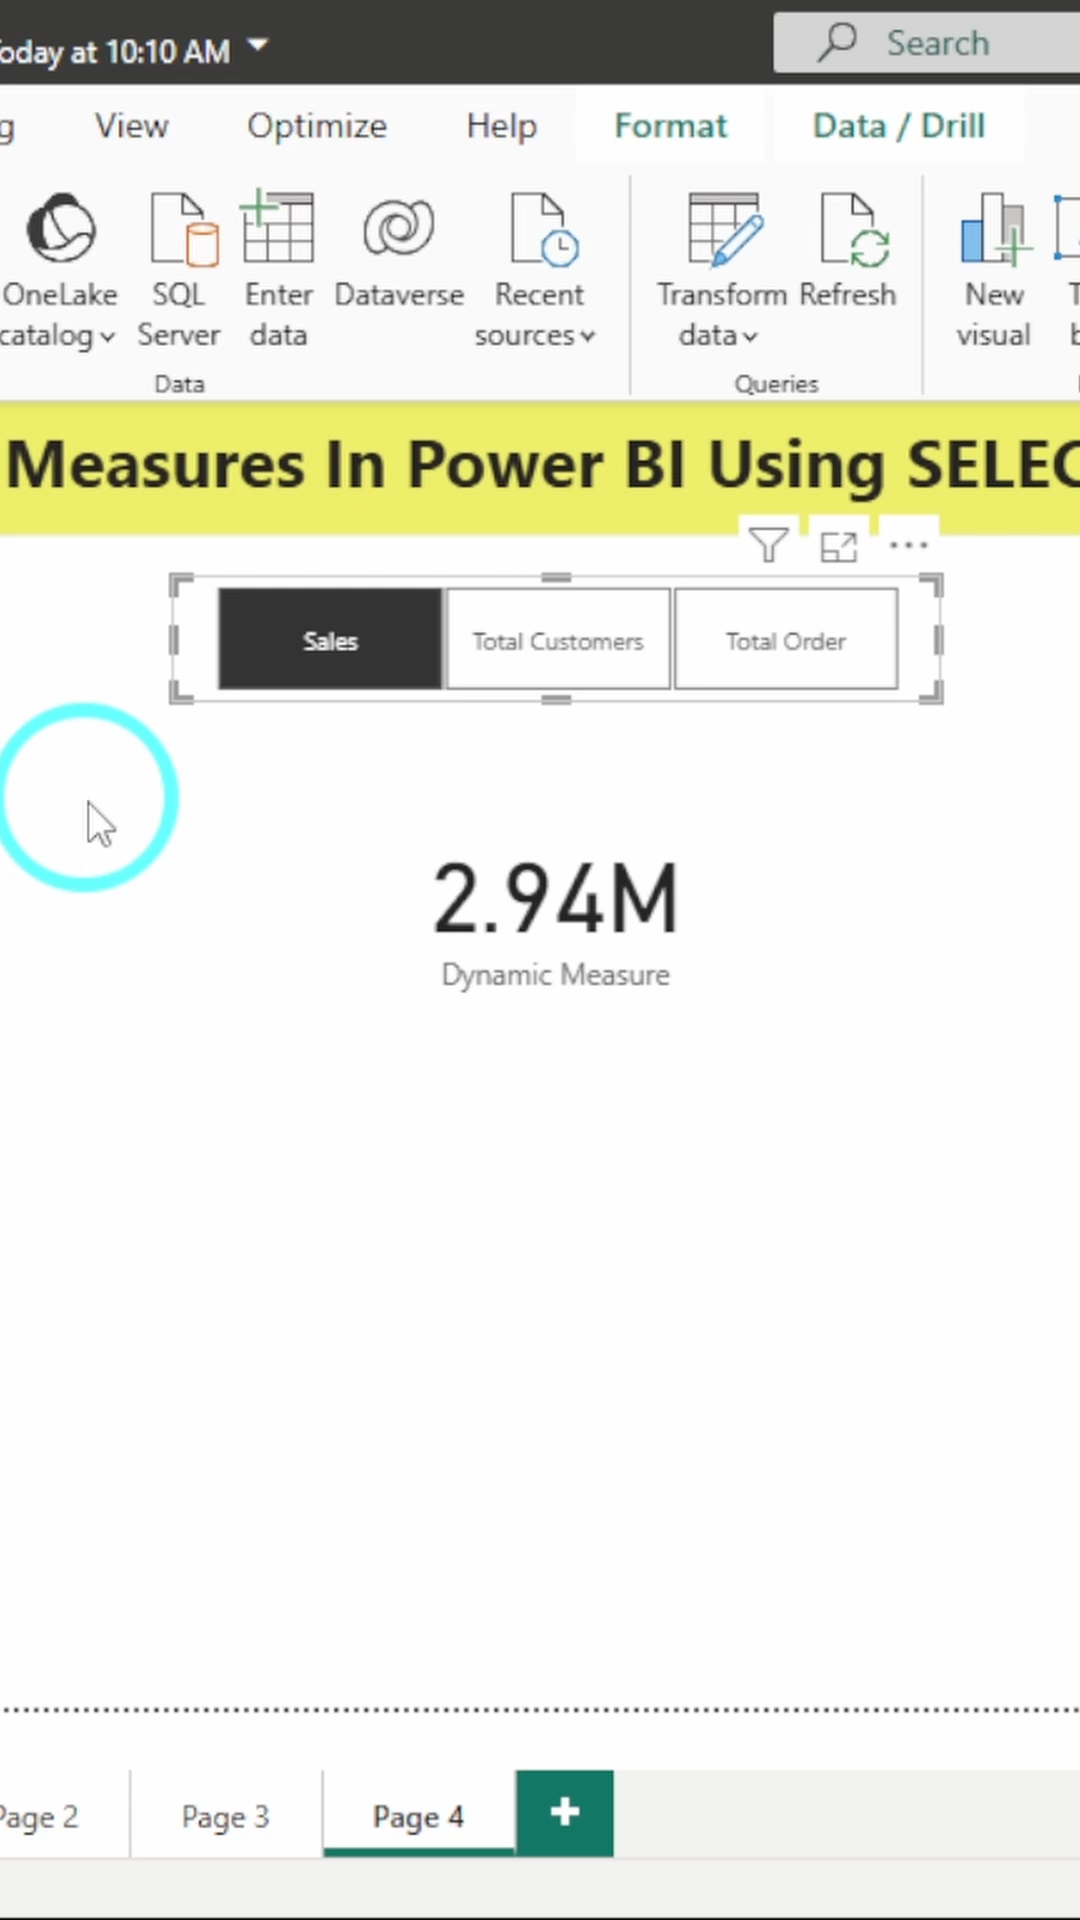 oday at 10:10 AM
Search
g View Optimize Help Format Data / Drill
OneLake SQL Enter Dataverse Recent Transform Refresh New
catalog Server data sources data visual
Data Queries
Measures In Power BI Using SELEC
Sales Total Customers Total Order
2.94M
Dynamic Measure
Page 2 Page 3 Page 4